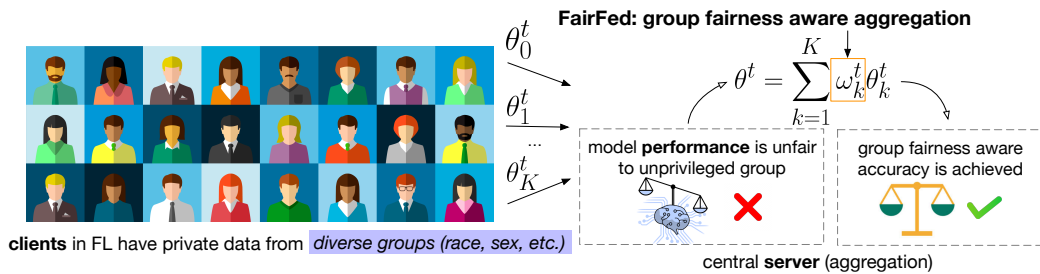 FairFed: group fairness aware aggregation
θ_0^t
θ_1^t
...
θ_K^t
θ^t = ∑_{k=1}^{K} ω_k^t θ_k^t
model performance is unfair
to unprivileged group
group fairness aware
accuracy is achieved
clients in FL have private data from diverse groups (race, sex, etc.)
central server (aggregation)